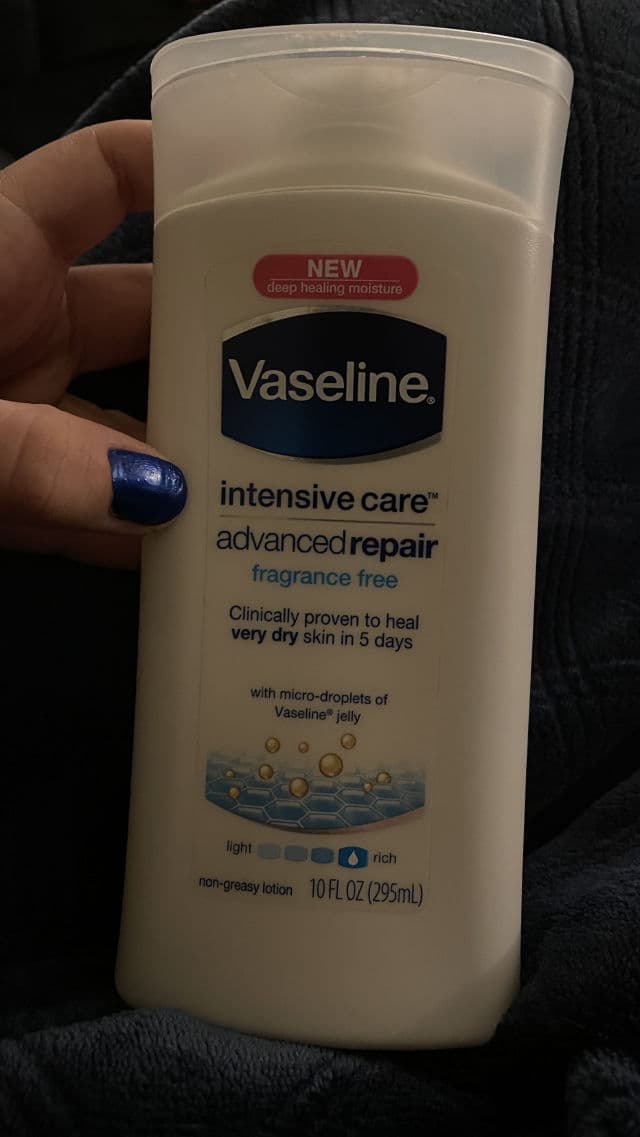 NEW
deep healing moisture
Vaseline®
intensive care™
advanced repair
fragrance free
Clinically proven to heal
very dry skin in 5 days
with micro-droplets of
Vaseline® jelly
light rich
non-greasy lotion 10 FL OZ (295mL)